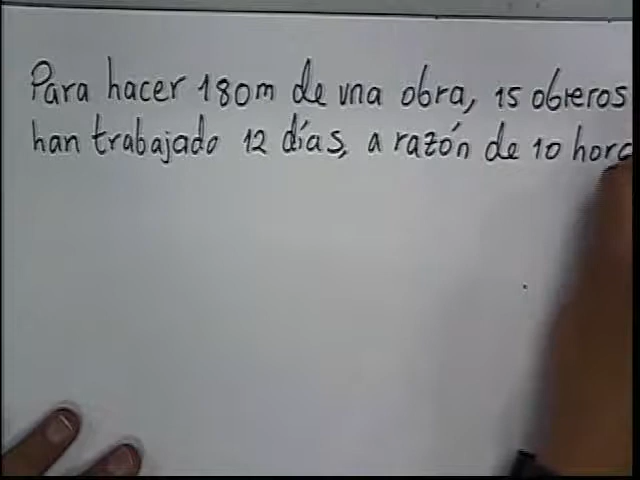 Para hacer 180m de una obra, 15 obreros
han trabajado 12 días, a razón de 10 hora